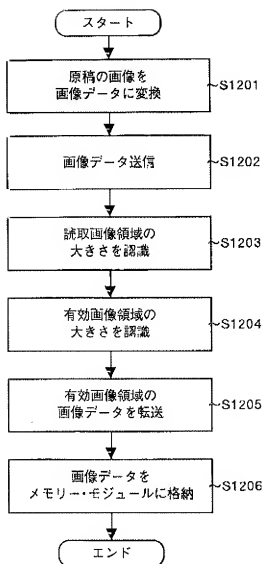 スタート
原稿の画像を
画像データに変換
S1201
画像データ送信
S1202
読取画像領域の
大きさを認識
S1203
有効画像領域の
大きさを認識
S1204
有効画像領域の
画像データを転送
S1205
画像データを
メモリー・モジュールに格納
S1206
エンド